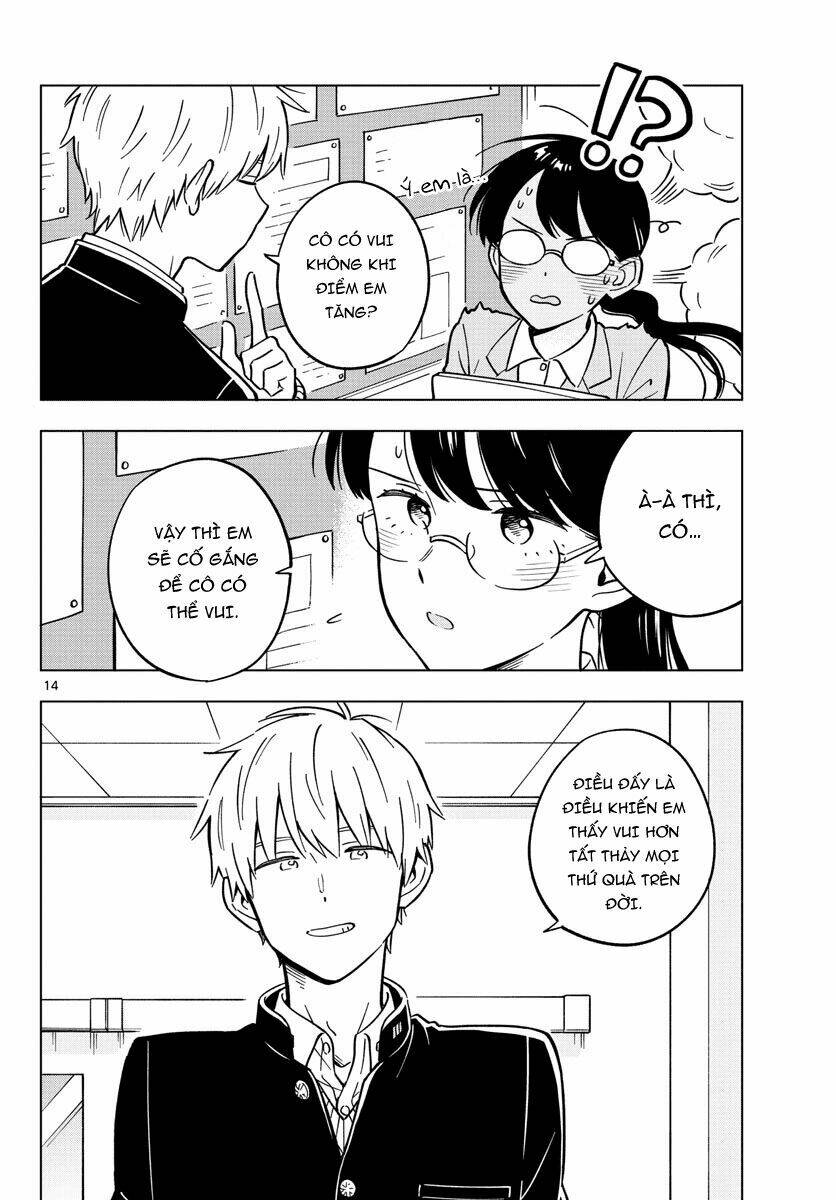 !?
Ý em là...
CÔ CÓ VUI
KHÔNG KHI
ĐIỂM EM
TĂNG?
À-À THÌ,
CÓ...
VẬY THÌ EM
SẼ CỐ GẮNG
ĐỂ CÔ CÓ
THỂ VUI.
14
ĐIỀU ĐẤY LÀ
ĐIỀU KHIẾN EM
THẤY VUI HƠN
TẤT THẢY MỌI
THỨ QUÀ TRÊN
ĐỜI.